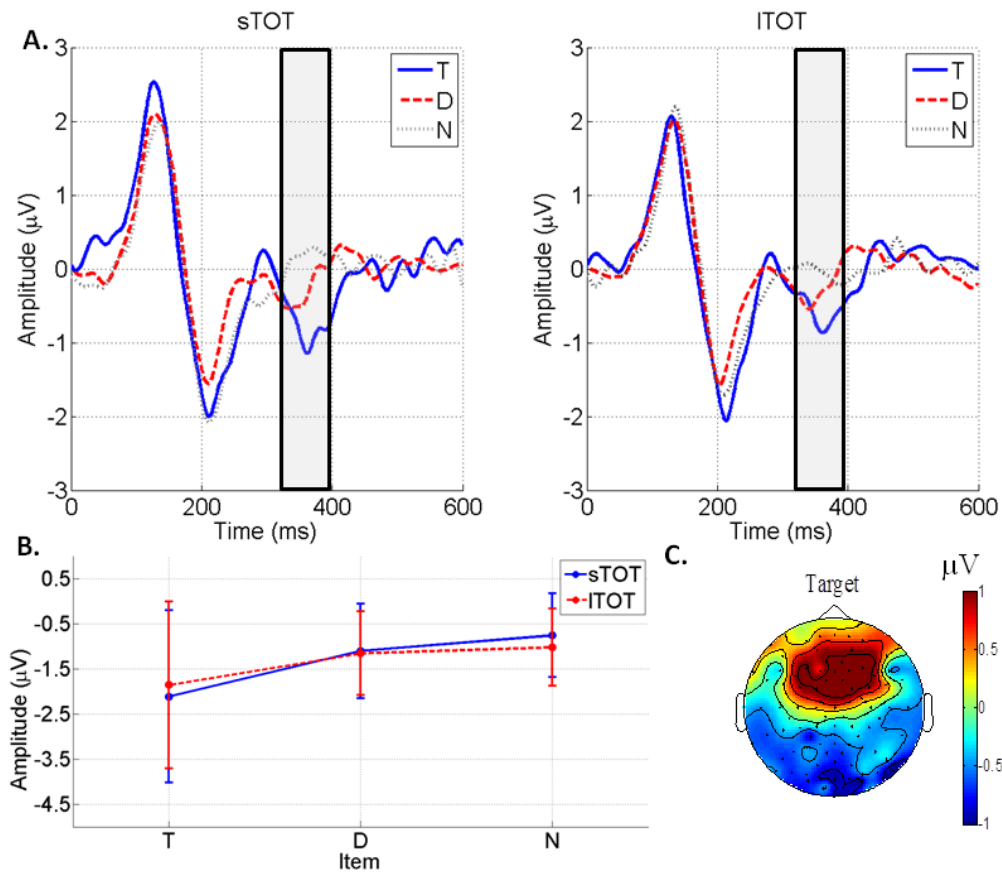 A.
sTOT
3
2
1
0
-1
-2
-3
Amplitude (µV)
0 200 400 600
Time (ms)
T
D
N
lTOT
3
2
1
0
-1
-2
-3
Amplitude (µV)
0 200 400 600
Time (ms)
T
D
N
B.
0.5
-0.5
-1.5
-2.5
-3.5
-4.5
Amplitude (µV)
T D N
Item
sTOT
lTOT
C.
Target
µV
1
0.5
0
-0.5
-1